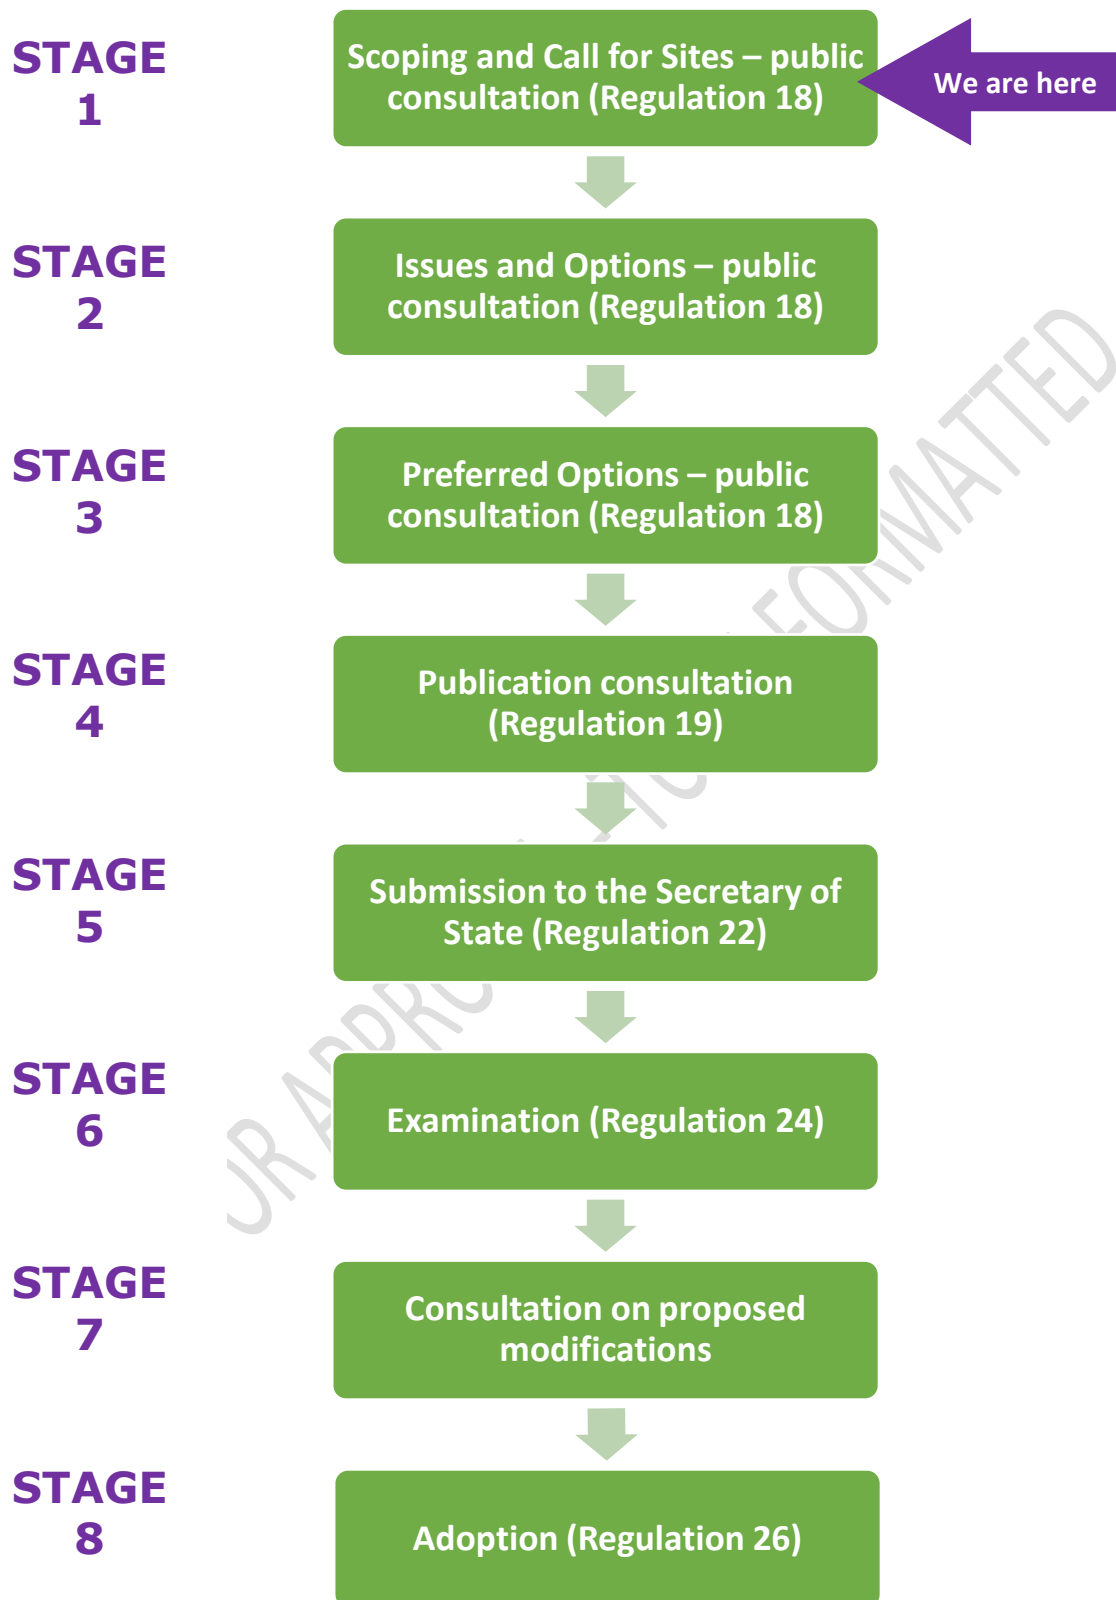 STAGE
1
Scoping and Call for Sites – public
consultation (Regulation 18)
We are here
STAGE
2
Issues and Options – public
consultation (Regulation 18)
STAGE
3
Preferred Options – public
consultation (Regulation 18)
STAGE
4
Publication consultation
(Regulation 19)
STAGE
5
Submission to the Secretary of
State (Regulation 22)
STAGE
6
Examination (Regulation 24)
STAGE
7
Consultation on proposed
modifications
STAGE
8
Adoption (Regulation 26)
FORMATTED